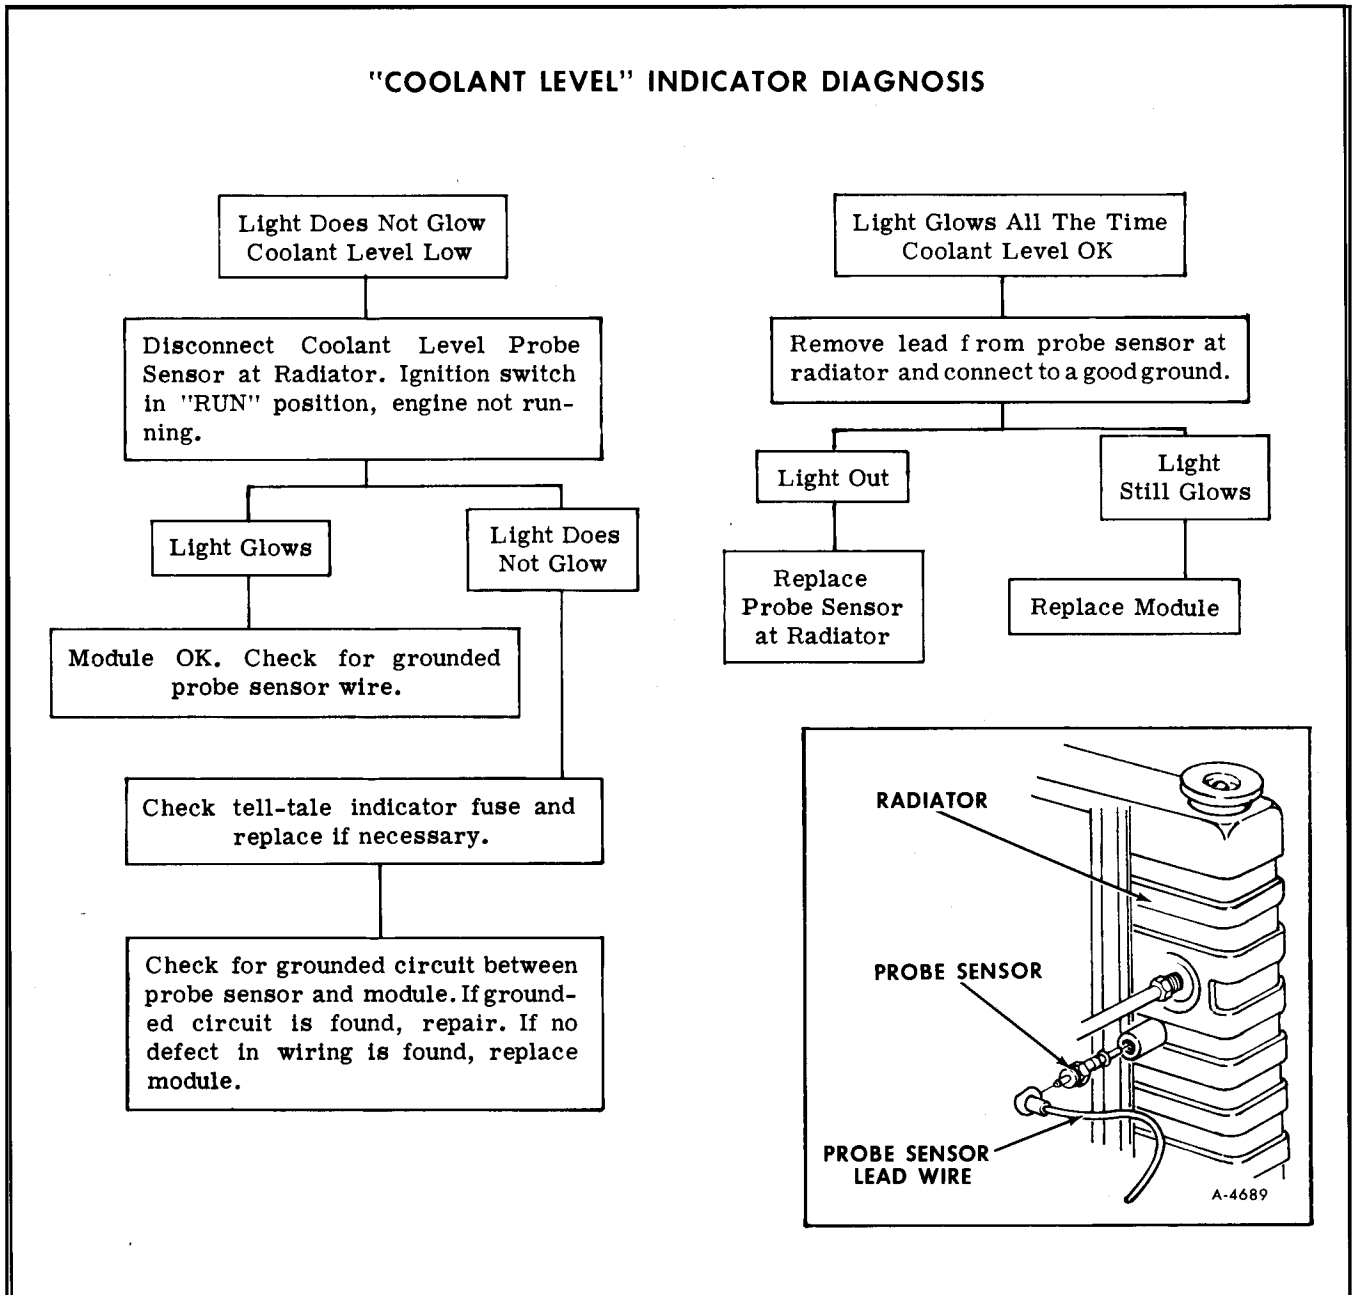 "COOLANT LEVEL" INDICATOR DIAGNOSIS
Light Does Not Glow
Coolant Level Low
Disconnect Coolant Level Probe
Sensor at Radiator. Ignition switch
in "RUN" position, engine not run-
ning.
Light Glows
Light Does
Not Glow
Module OK. Check for grounded
probe sensor wire.
Check tell-tale indicator fuse and
replace if necessary.
Check for grounded circuit between
probe sensor and module. If ground-
ed circuit is found, repair. If no
defect in wiring is found, replace
module.
Light Glows All The Time
Coolant Level OK
Remove lead from probe sensor at
radiator and connect to a good ground.
Light Out
Light
Still Glows
Replace
Probe Sensor
at Radiator
Replace Module
RADIATOR
PROBE SENSOR
PROBE SENSOR
LEAD WIRE
A-4689